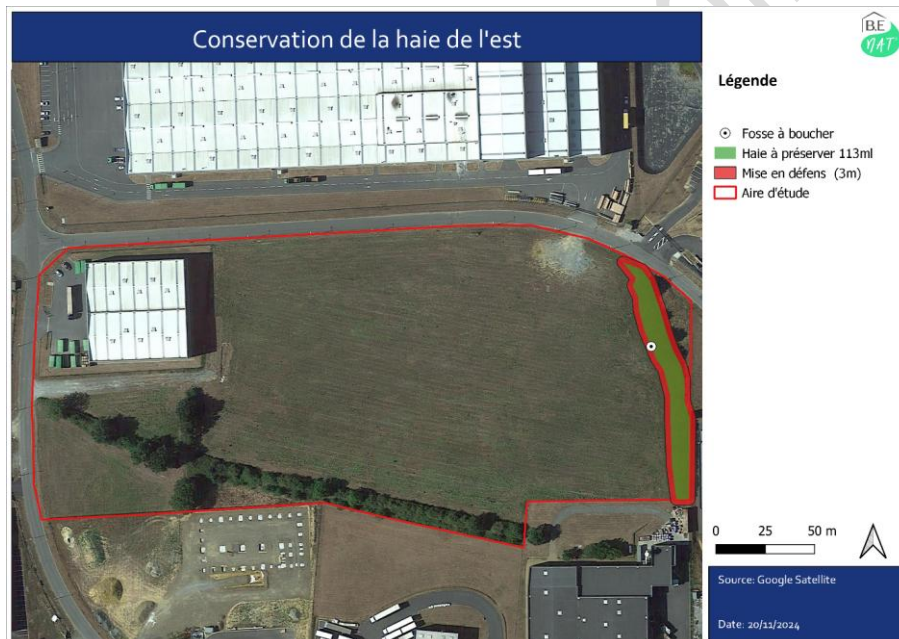 Conservation de la haie de l'est
B.E
NAT
Légende
Fosse à boucher
Haie à préserver 113ml
Mise en défens (3m)
Aire d'étude
0 25 50 m
Source: Google Satellite
Date: 20/11/2024